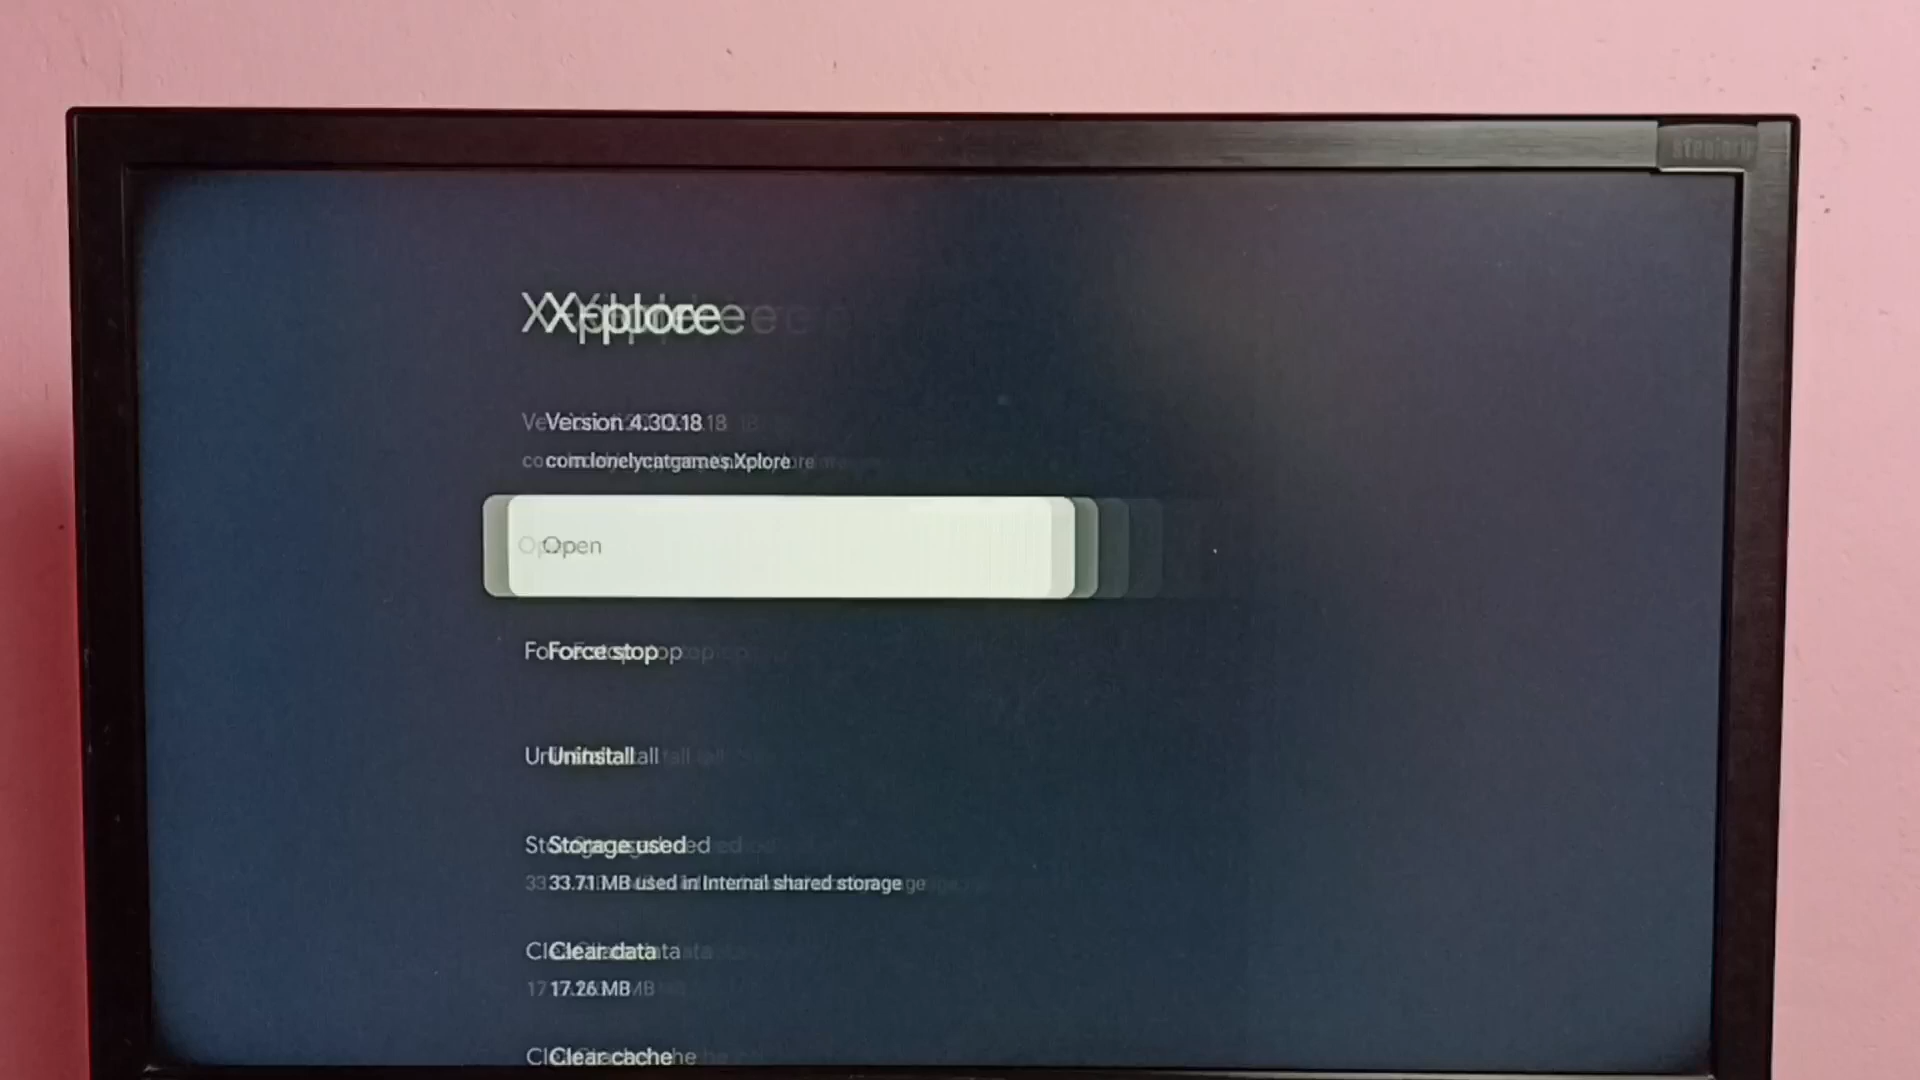 X-plore
Version 4.30.18
com.lonelycatgames.Xplore
Open
Force stop
Uninstall
Storage used
33.71 MB used in Internal shared storage
Clear data
17.26 MB
Clear cache